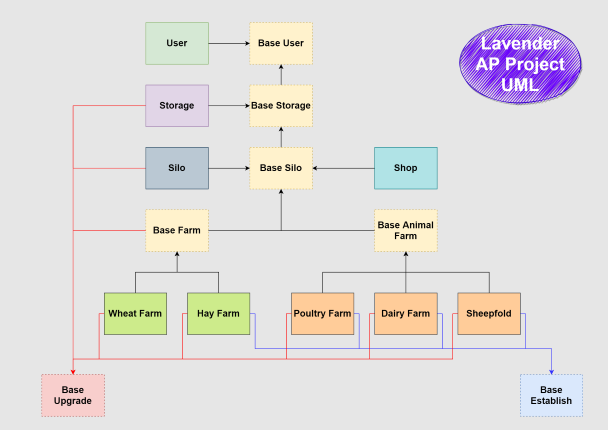 Lavender
AP Project
UML
User
Base User
Storage
Base Storage
Silo
Base Silo
Shop
Base Farm
Base Animal
Farm
Wheat Farm
Hay Farm
Poultry Farm
Dairy Farm
Sheepfold
Base
Upgrade
Base
Establish